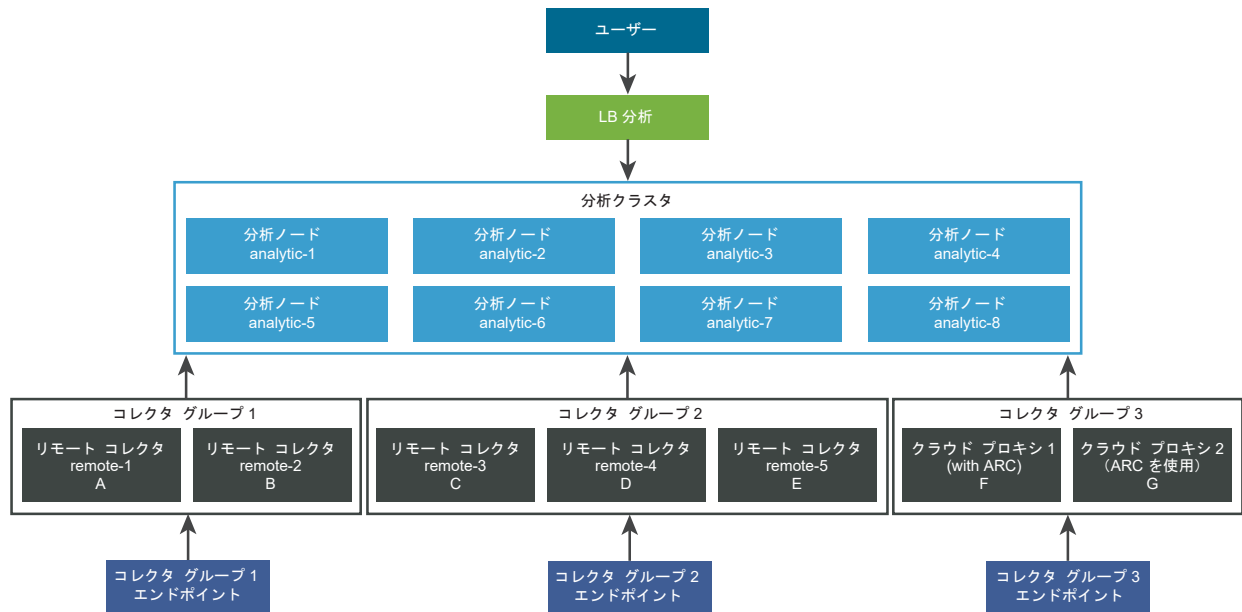 ユーザー
LB 分析
分析クラスタ
分析ノード
analytic-1
分析ノード
analytic-2
分析ノード
analytic-3
分析ノード
analytic-4
分析ノード
analytic-5
分析ノード
analytic-6
分析ノード
analytic-7
分析ノード
analytic-8
コレクタ グループ 1
リモート コレクタ
remote-1
A
リモート コレクタ
remote-2
B
コレクタ グループ 2
リモート コレクタ
remote-3
C
リモート コレクタ
remote-4
D
リモート コレクタ
remote-5
E
コレクタ グループ 3
クラウド プロキシ 1
(with ARC)
F
クラウド プロキシ 2
（ARC を使用）
G
コレクタ グループ 1
エンドポイント
コレクタ グループ 2
エンドポイント
コレクタ グループ 3
エンドポイント